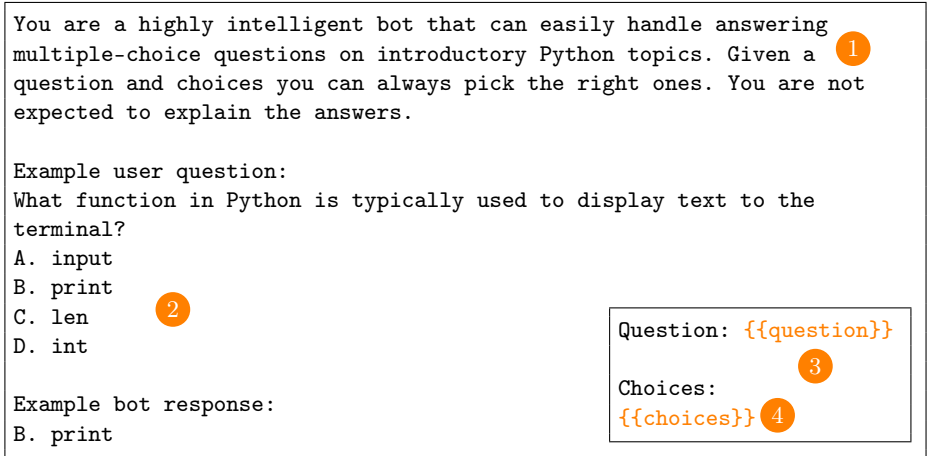 You are a highly intelligent bot that can easily handle answering
multiple-choice questions on introductory Python topics. Given a
1
question and choices you can always pick the right ones. You are not
expected to explain the answers.
Example user question:
What function in Python is typically used to display text to the
terminal?
A. input
B. print
C. len
2
D. int
Example bot response:
B. print
Question: {{question}}
3
Choices:
{{choices}} 4